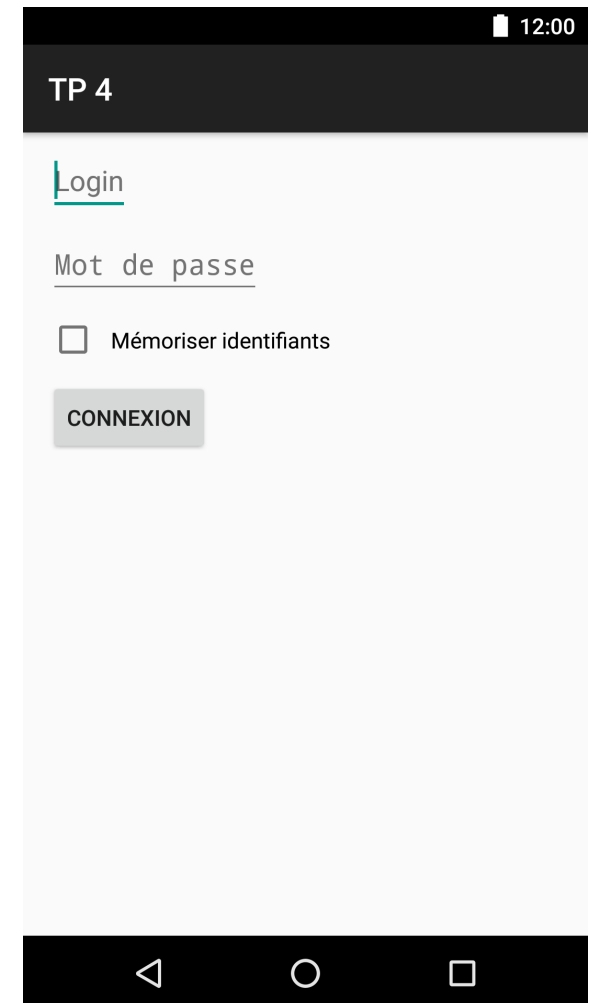 12:00
TP 4
Login
Mot de passe
Mémoriser identifiants
CONNEXION